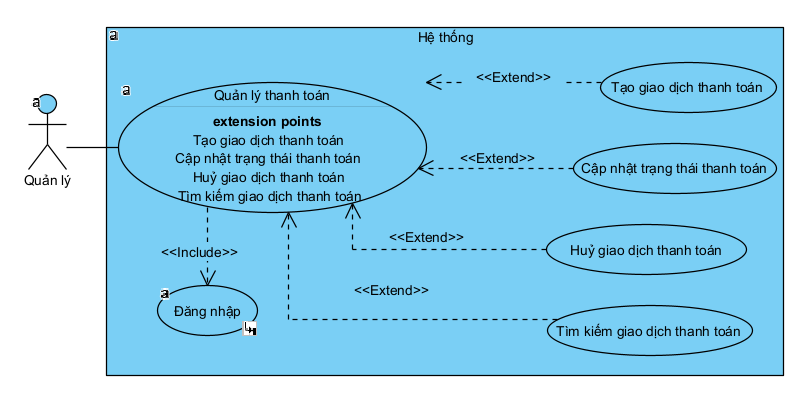 a
Hệ thống
a
Quản lý thanh toán
extension points
Tạo giao dịch thanh toán
Cập nhật trạng thái thanh toán
Huỷ giao dịch thanh toán
Tìm kiếm giao dịch thanh toán
a
Quản lý
<<Extend>>
Tạo giao dịch thanh toán
<<Extend>>
Cập nhật trạng thái thanh toán
<<Extend>>
Huỷ giao dịch thanh toán
<<Extend>>
Tìm kiếm giao dịch thanh toán
<<Include>>
a
Đăng nhập